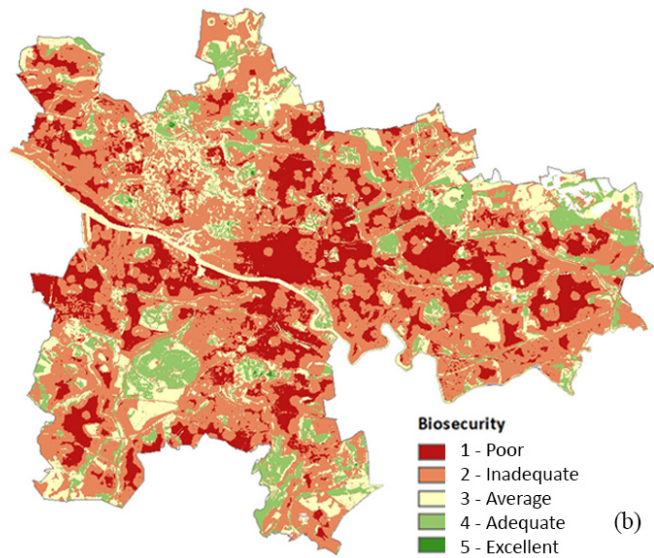 Biosecurity
1 - Poor
2 - Inadequate
3 - Average
4 - Adequate
5 - Excellent
(b)